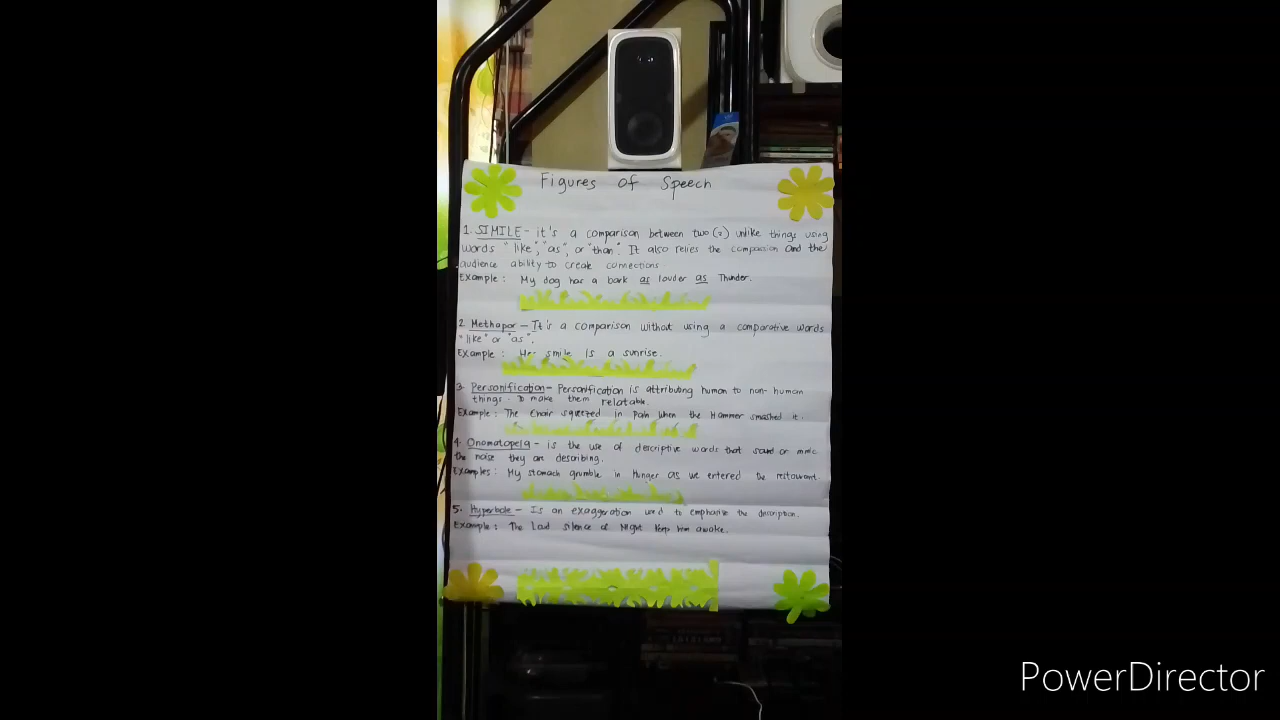 Figures of Speech
1. SIMILE - it's a comparison between two (2) unlike things using
words "like", "as", or "than". It also relies the compassion and the
audience ability to create connections
Example: My dog has a bark as louder as Thunder.
2. Methapor - It's a comparison without using a comparative words
"like" or "as".
Example: Her smile is a sunrise.
3. Personification - Personification is attributing human to non-human
things. To make them relatable.
Example: The Chair squeezed in Pain when the Hammer smashed it.
4. Onomatopeia - is the use of descriptive words that sound or mimic
the noise they are describing.
Examples: My stomach grumble in Hunger as we entered the restaurant.
5. Hyperbole - Is an exaggeration used to emphasise the description.
Example: The Loud silence of Night keep him awake.
PowerDirector